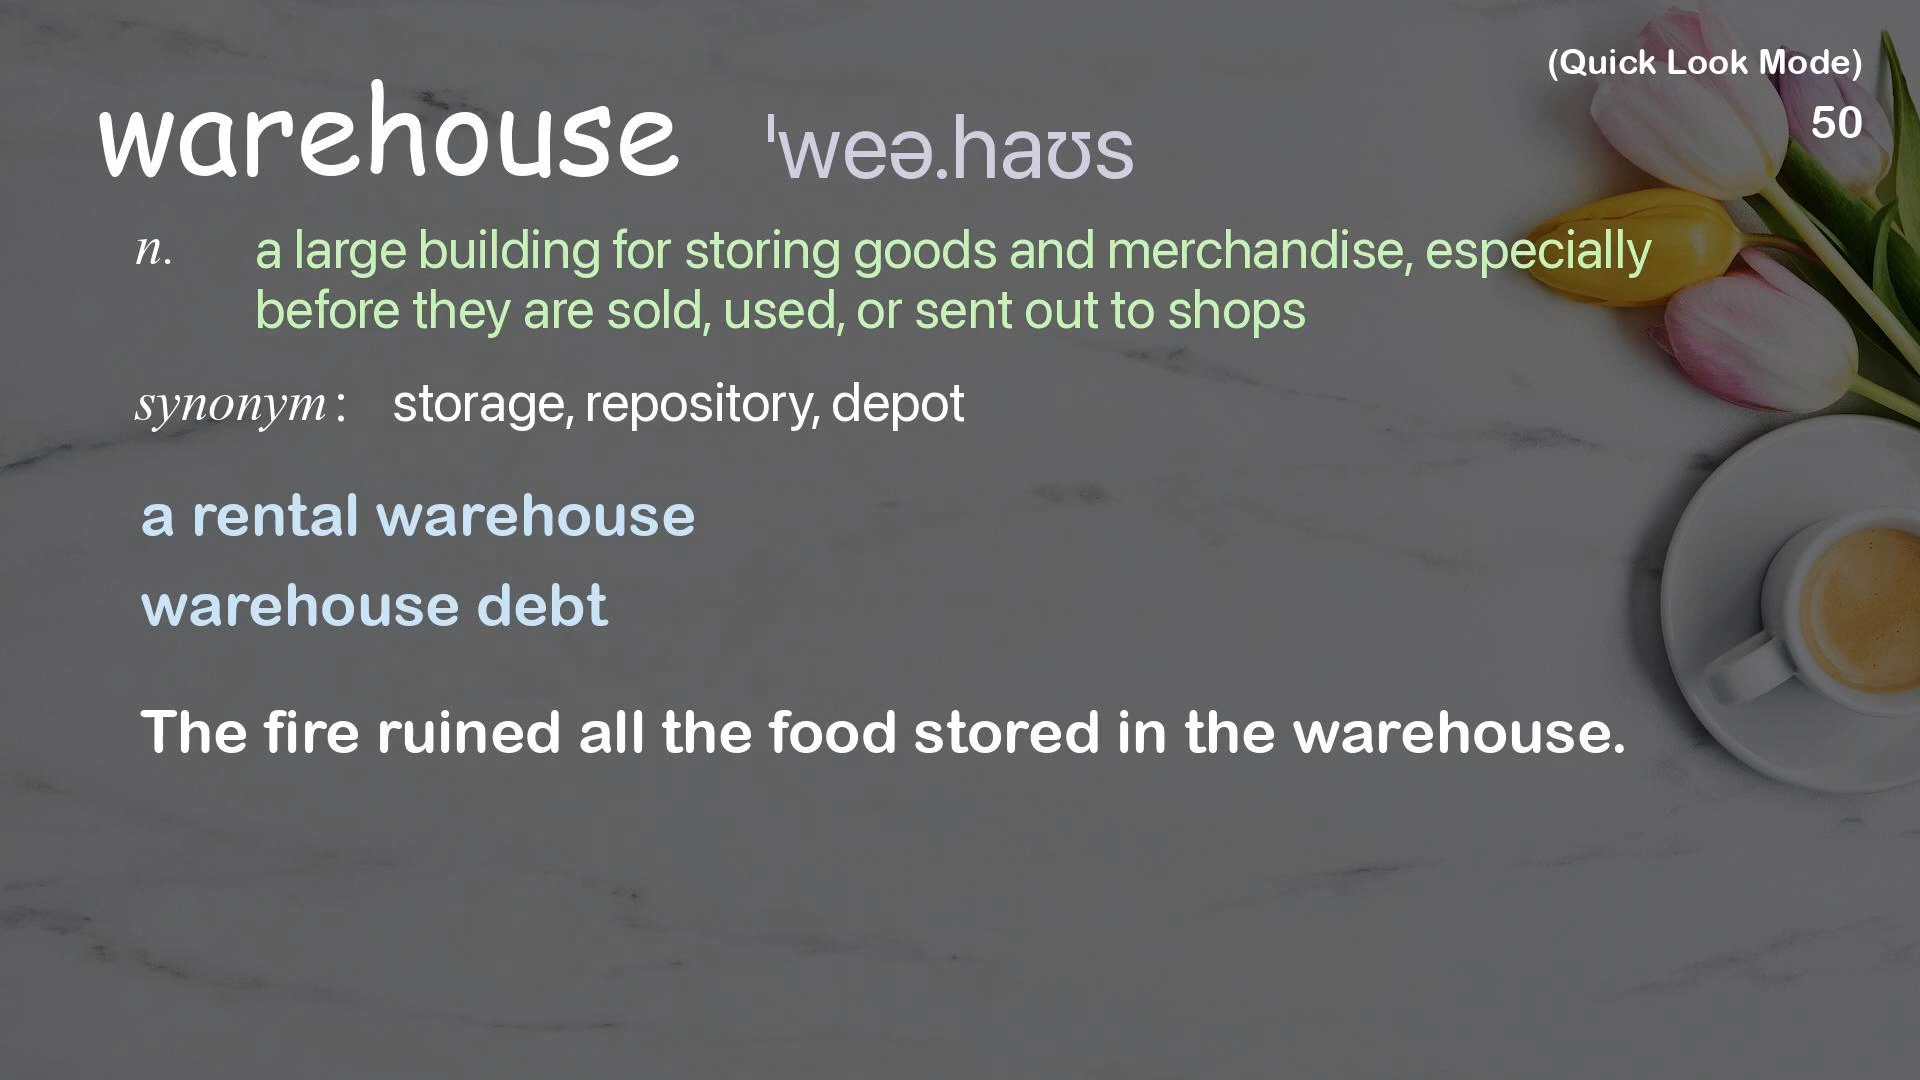 (Quick Look Mode)
50
warehouse ˈweə.haʊs
n. a large building for storing goods and merchandise, especially
before they are sold, used, or sent out to shops
synonym: storage, repository, depot
a rental warehouse
warehouse debt
The fire ruined all the food stored in the warehouse.